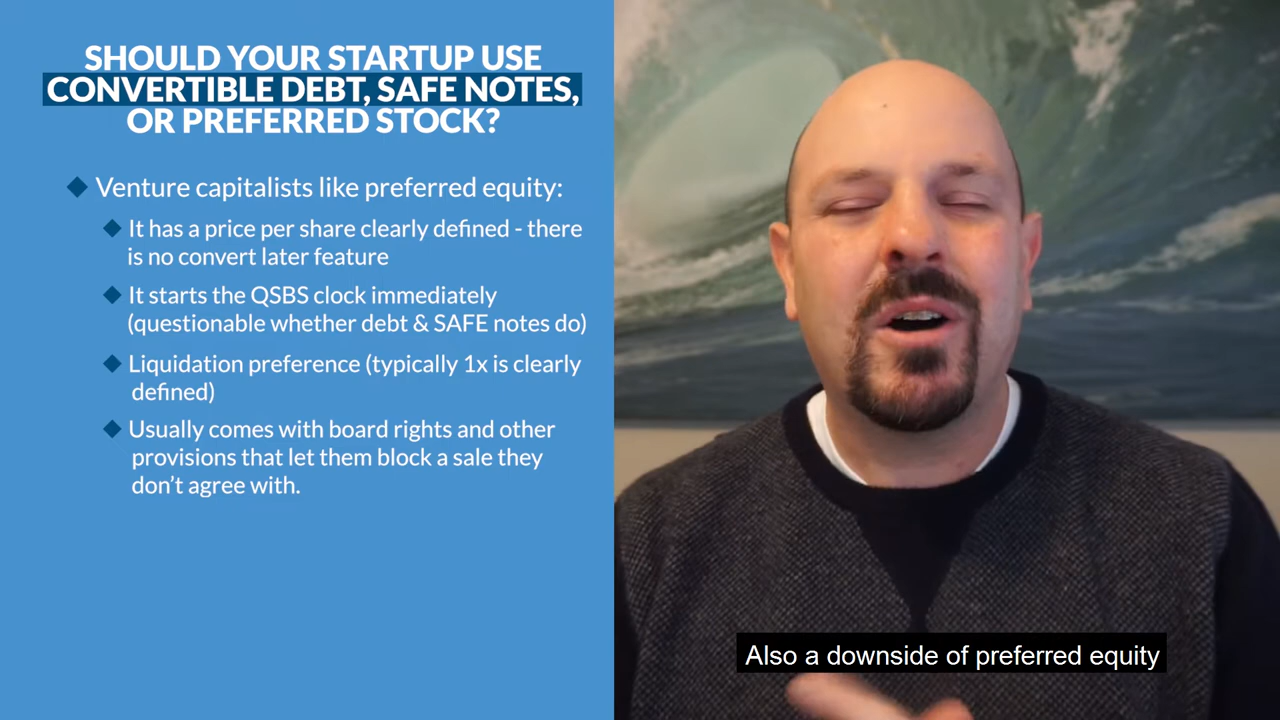 SHOULD YOUR STARTUP USE
CONVERTIBLE DEBT, SAFE NOTES,
OR PREFERRED STOCK?
Venture capitalists like preferred equity:
It has a price per share clearly defined - there
is no convert later feature
It starts the QSBS clock immediately
(questionable whether debt & SAFE notes do)
Liquidation preference (typically 1x is clearly
defined)
Usually comes with board rights and other
provisions that let them block a sale they
don't agree with.
Also a downside of preferred equity